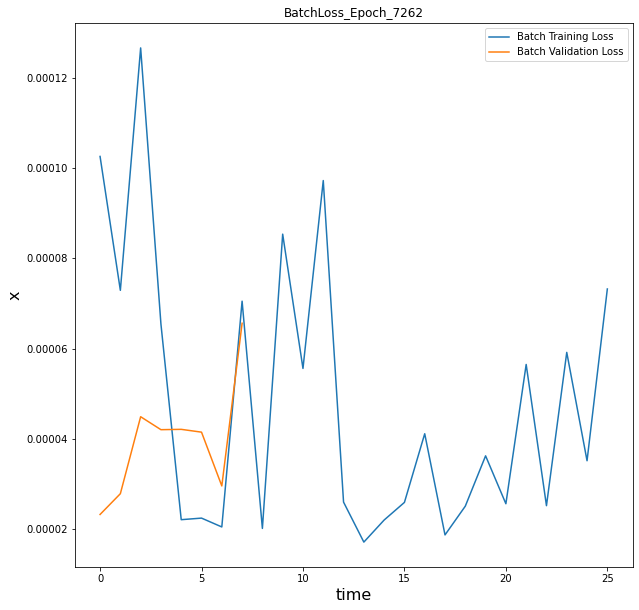 BatchLoss_Epoch_7262
Batch Training Loss
Batch Validation Loss
0.00012
0.00010
0.00008
0.00006
0.00004
0.00002
x
0 5 10 15 20 25
time